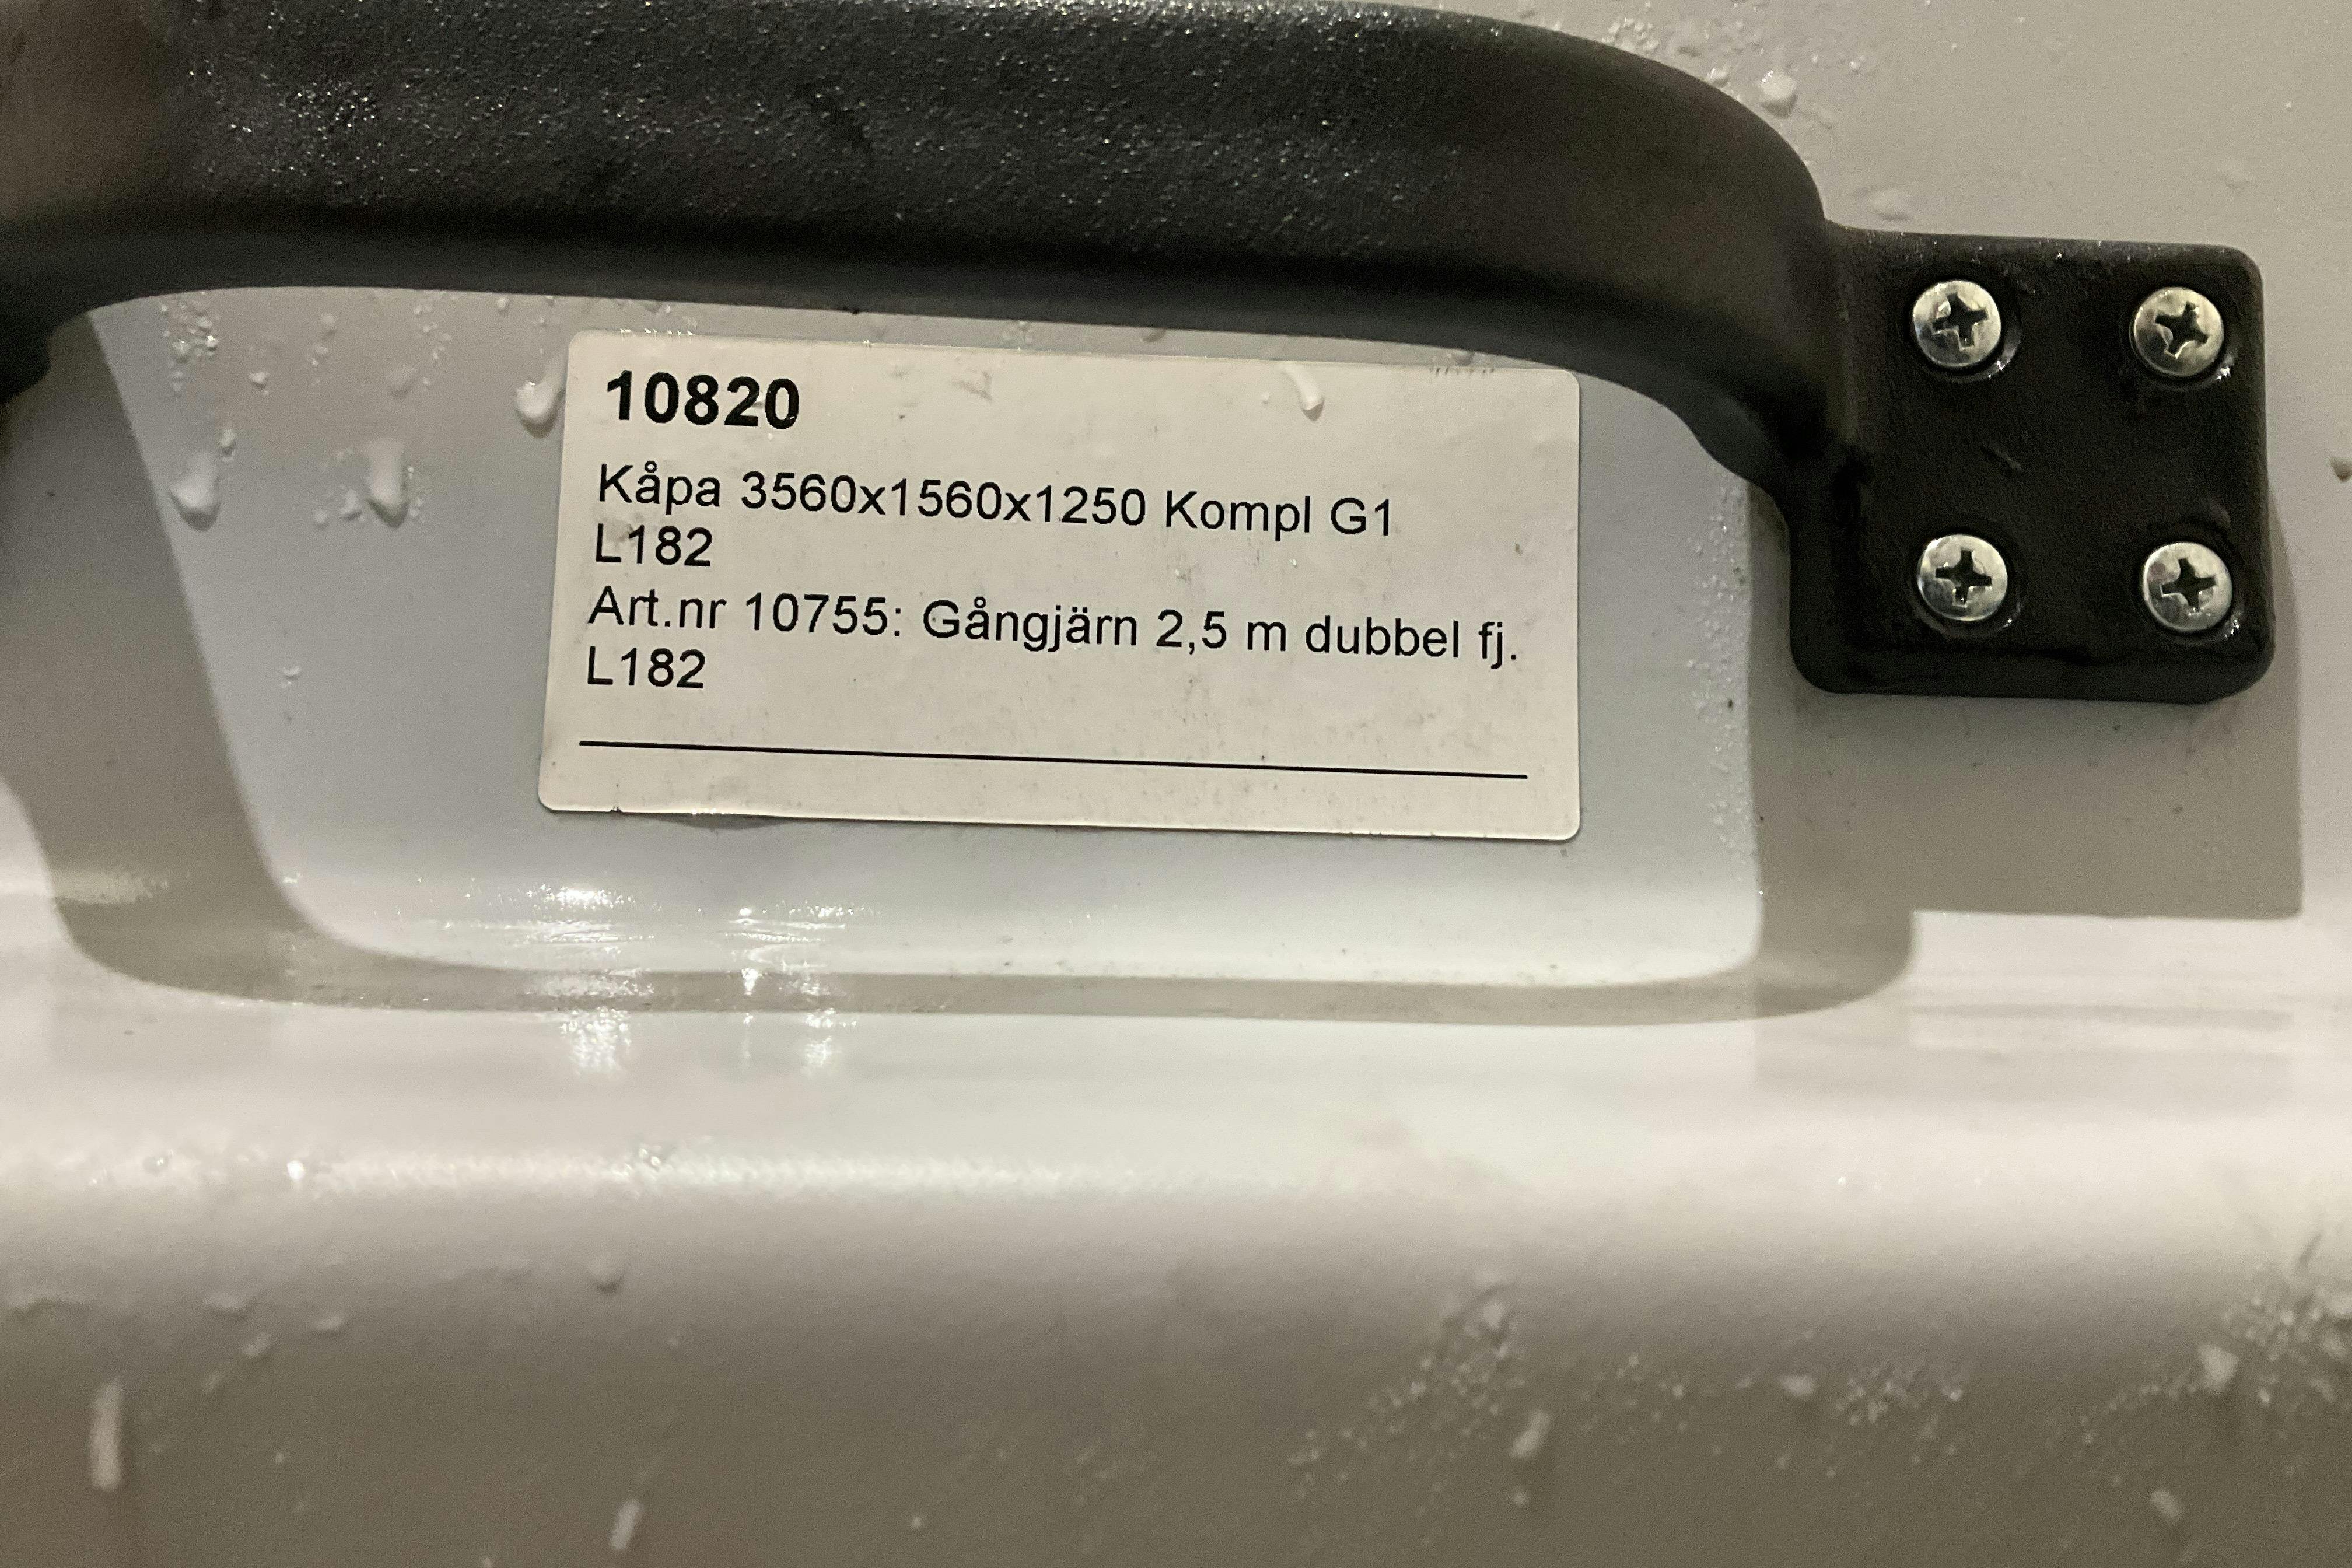 10820
Kåpa 3560x1560x1250 Kompl G1
L182
Art.nr 10755: Gångjärn 2,5 m dubbel fj.
L182